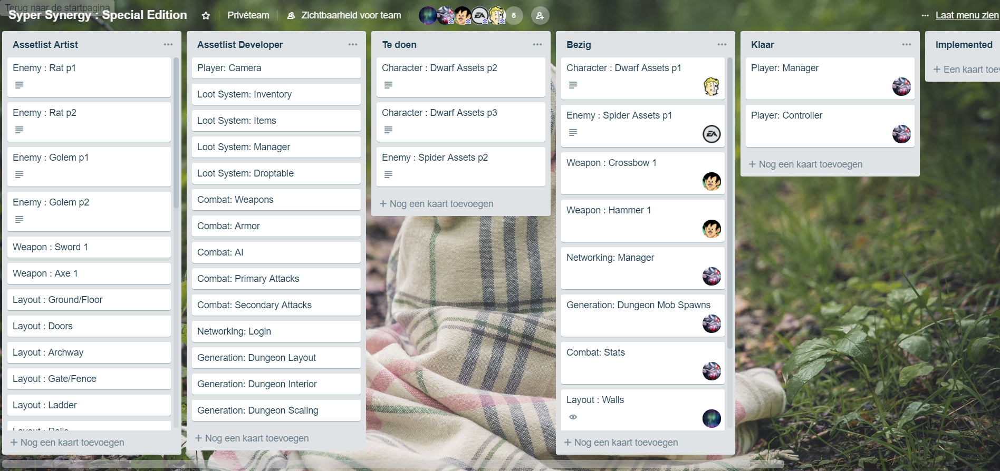 Terug naar de startpagina
Syper Synergy : Special Edition
Privéteam
Zichtbaarheid voor team
EA
5
Laat menu zien
Assetlist Artist
Enemy : Rat p1
Enemy : Rat p2
Enemy : Golem p1
Enemy : Golem p2
Weapon : Sword 1
Weapon : Axe 1
Layout : Ground/Floor
Layout : Doors
Layout : Archway
Layout : Gate/Fence
Layout : Ladder
Layout : Rails
+ Nog een kaart toevoegen
Assetlist Developer
Player: Camera
Loot System: Inventory
Loot System: Items
Loot System: Manager
Loot System: Droptable
Combat: Weapons
Combat: Armor
Combat: AI
Combat: Primary Attacks
Combat: Secondary Attacks
Networking: Login
Generation: Dungeon Layout
Generation: Dungeon Interior
Generation: Dungeon Scaling
+ Nog een kaart toevoegen
Te doen
Character : Dwarf Assets p2
Character : Dwarf Assets p3
Enemy : Spider Assets p2
+ Nog een kaart toevoegen
Bezig
Character : Dwarf Assets p1
Enemy : Spider Assets p1
EA
Weapon : Crossbow 1
Weapon : Hammer 1
Networking: Manager
Generation: Dungeon Mob Spawns
Combat: Stats
Layout : Walls
+ Nog een kaart toevoegen
Klaar
Player: Manager
Player: Controller
+ Nog een kaart toevoegen
Implemented
+ Een kaart toev